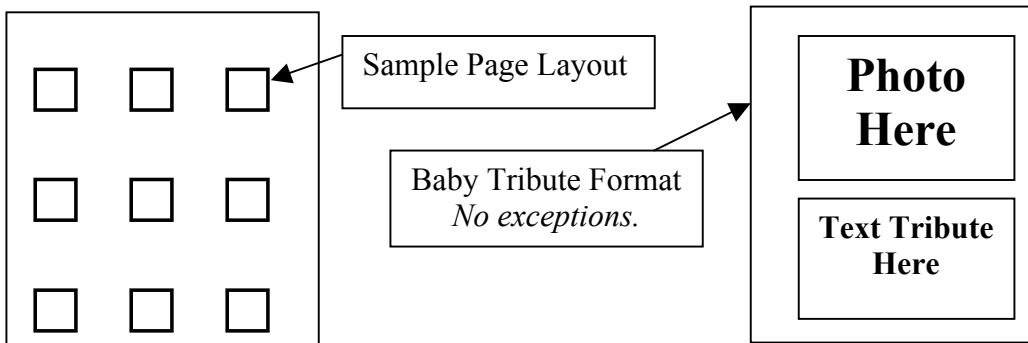 Sample Page Layout
Baby Tribute Format
No exceptions.
Photo
Here
Text Tribute
Here